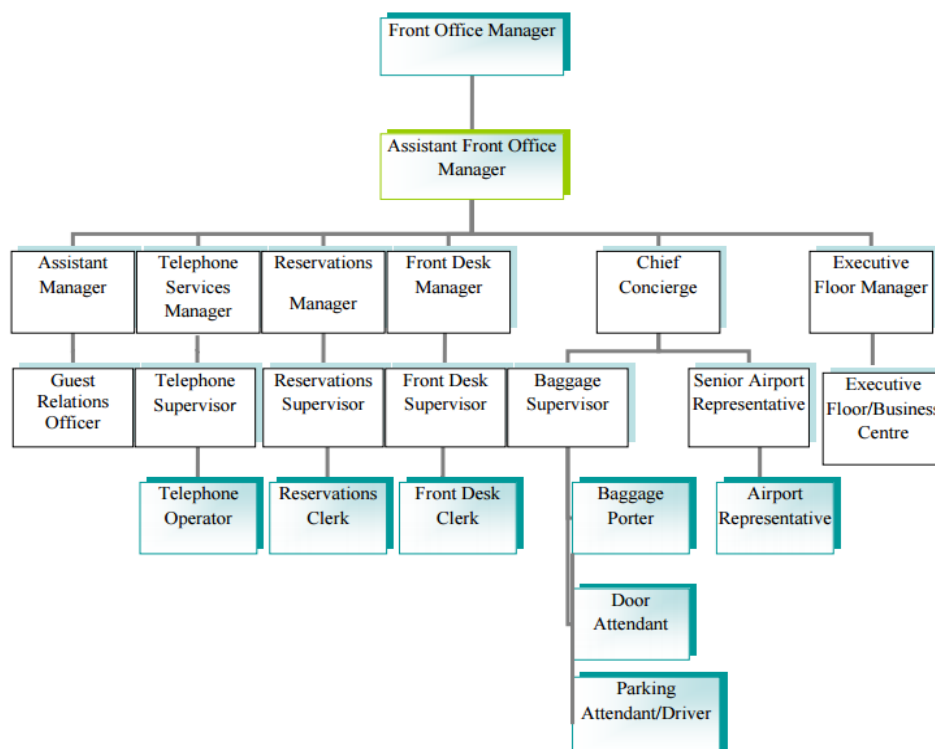 Front Office Manager
Assistant Front Office
Manager
Assistant
Manager
Telephone
Services
Manager
Reservations
Manager
Front Desk
Manager
Chief
Concierge
Executive
Floor Manager
Guest
Relations
Officer
Telephone
Supervisor
Reservations
Supervisor
Front Desk
Supervisor
Baggage
Supervisor
Senior Airport
Representative
Executive
Floor/Business
Centre
Telephone
Operator
Reservations
Clerk
Front Desk
Clerk
Baggage
Porter
Airport
Representative
Door
Attendant
Parking
Attendant/Driver